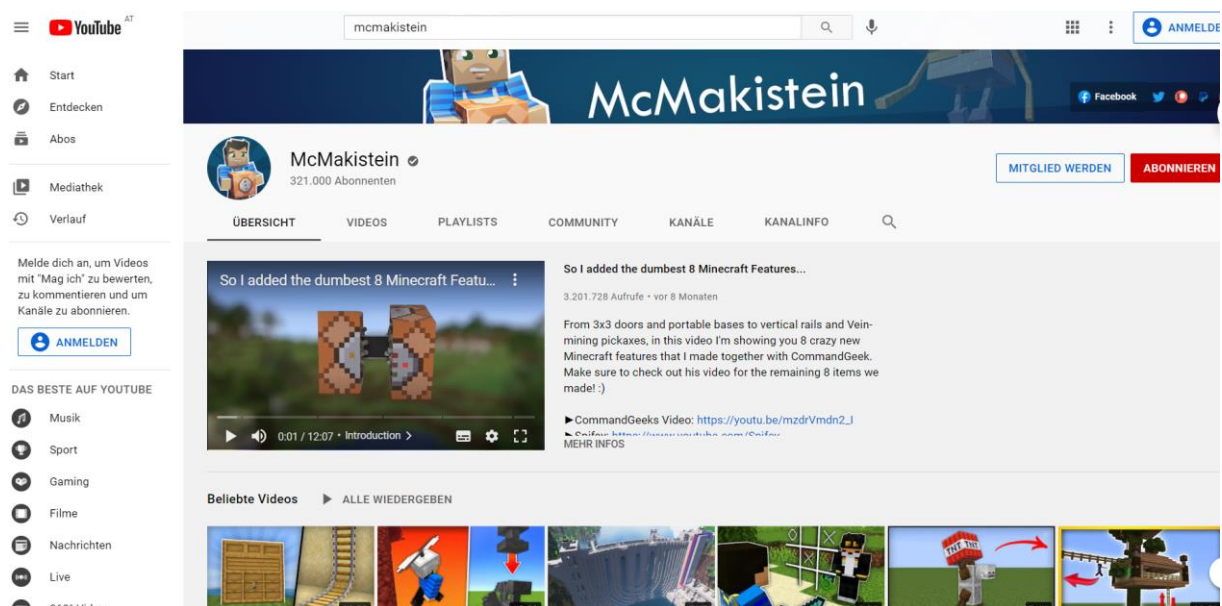 YouTube AT
mcmakistein
ANMELDE
Start
Entdecken
Abos
Mediathek
Verlauf
Melde dich an, um Videos
mit "Mag ich" zu bewerten,
zu kommentieren und um
Kanäle zu abonnieren.
ANMELDEN
DAS BESTE AUF YOUTUBE
Musik
Sport
Gaming
Filme
Nachrichten
Live
McMakistein
Facebook
McMakistein
321.000 Abonnenten
MITGLIED WERDEN
ABONNIEREN
ÜBERSICHT VIDEOS PLAYLISTS COMMUNITY KANÄLE KANALINFO
So I added the dumbest 8 Minecraft Featu...
0:01 / 12:07 • Introduction >
So I added the dumbest 8 Minecraft Features...
3.201.728 Aufrufe • vor 8 Monaten
From 3x3 doors and portable bases to vertical rails and Vein-
mining pickaxes, in this video I'm showing you 8 crazy new
Minecraft features that I made together with CommandGeek.
Make sure to check out his video for the remaining 8 items we
made! :)
►CommandGeeks Video: https://youtu.be/mzdrVmdn2_I
MEHR INFOS
Beliebte Videos ALLE WIEDERGEBEN
TNT TNT